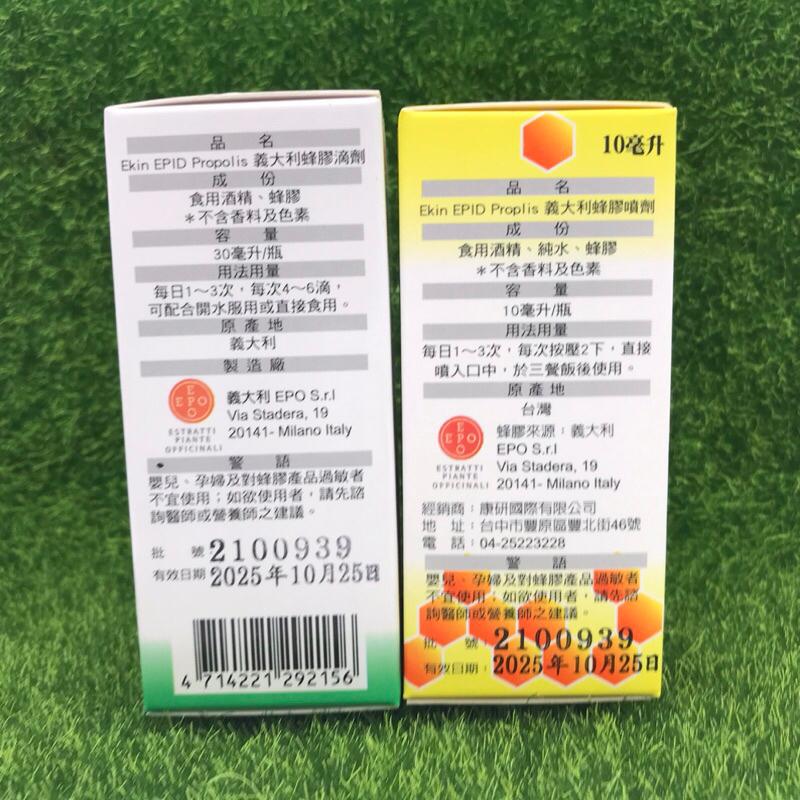 品名
Ekin EPID Propolis 義大利蜂膠滴劑
成份
食用酒精、蜂膠
＊不含香料及色素
容量
30毫升/瓶
用法用量
每日1～3次，每次4～6滴，
可配合開水服用或直接食用。
原產地
義大利
製造廠
EPO
ESTRATTI
PIANTE
OFFICINALI
義大利 EPO S.r.l
Via Stadera, 19
20141- Milano Italy
警語
嬰兒、孕婦及對蜂膠產品過敏者
不宜使用；如欲使用者，請先諮
詢醫師或營養師之建議。
批號 2100939
有效日期 2025年10月25日
4 714221 292156
10毫升
品名
Ekin EPID Proplis 義大利蜂膠噴劑
成份
食用酒精、純水、蜂膠
＊不含香料及色素
容量
10毫升/瓶
用法用量
每日1～3次，每次按壓2下，直接
噴入口中，於三餐飯後使用。
原產地
台灣
EPO
ESTRATTI
PIANTE
OFFICINALI
蜂膠來源：義大利
EPO S.r.l
Via Stadera, 19
20141- Milano Italy
經銷商：康研國際有限公司
地址：台中市豐原區豐北街46號
電話：04-25223228
警語
嬰兒、孕婦及對蜂膠產品過敏者
不宜使用；如欲使用者，請先諮
詢醫師或營養師之建議。
批號：2100939
有效日期：2025年10月25日